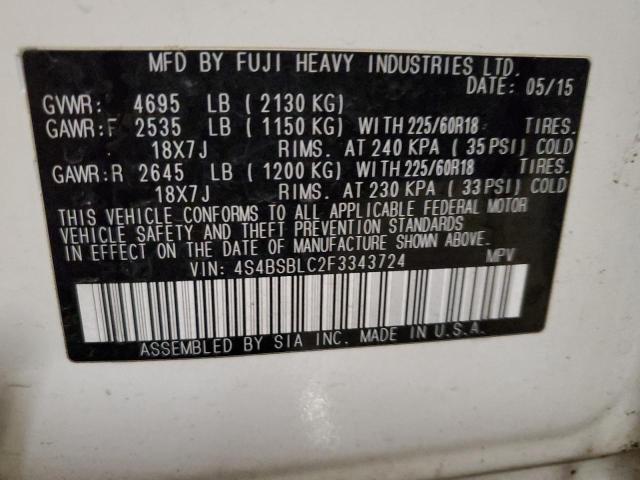 MFD BY FUJI HEAVY INDUSTRIES LTD.
DATE: 05/15
GVWR: 4695 LB ( 2130 KG)
GAWR:F 2535 LB ( 1150 KG) WITH 225/60R18 TIRES.
18X7J RIMS. AT 240 KPA ( 35 PSI) COLD
GAWR:R 2645 LB ( 1200 KG) WITH 225/60R18 TIRES.
18X7J RIMS. AT 230 KPA ( 33 PSI) COLD
THIS VEHICLE CONFORMS TO ALL APPLICABLE FEDERAL MOTOR
VEHICLE SAFETY AND THEFT PREVENTION STANDARDS
IN EFFECT ON THE DATE OF MANUFACTURE SHOWN ABOVE.
VIN: 4S4BSBLC2F3343724 MPV
ASSEMBLED BY SIA INC. MADE IN U.S.A.